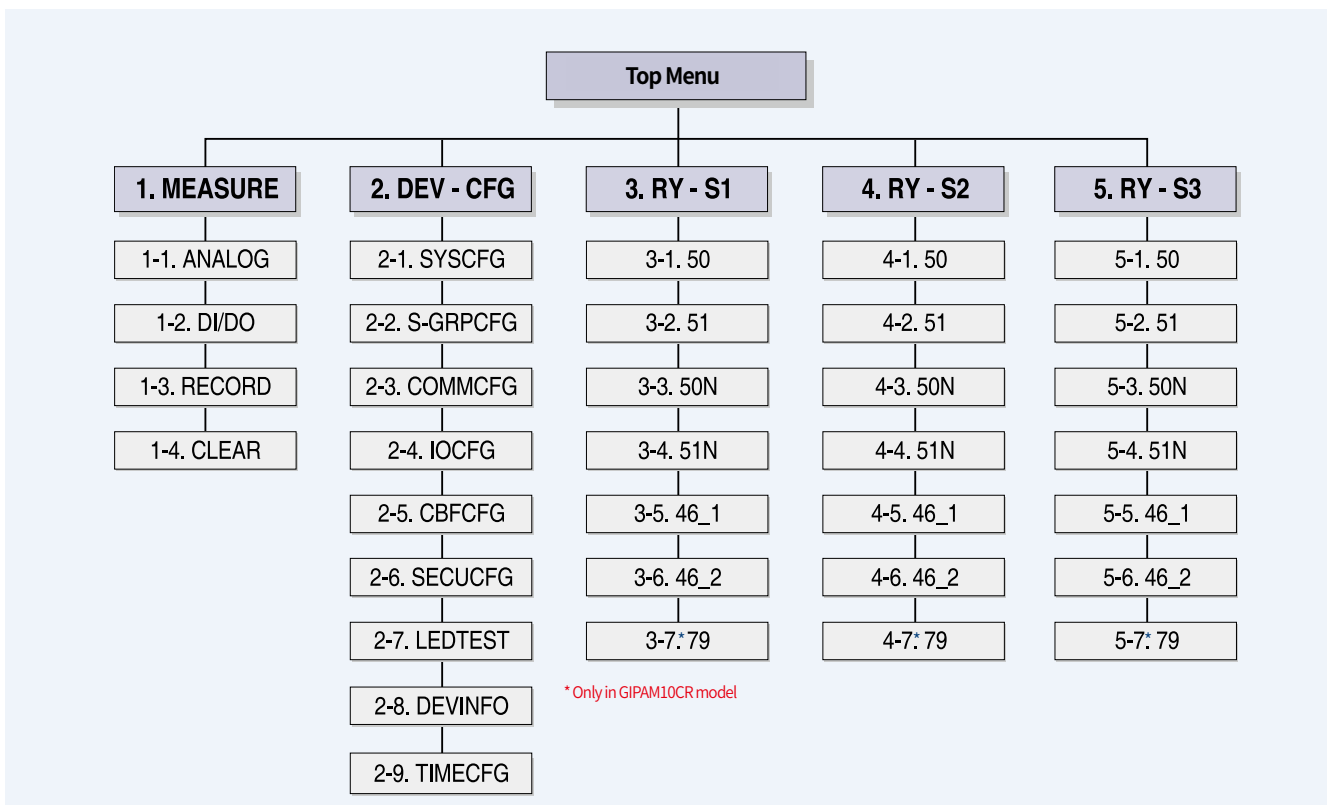 Top Menu
1. MEASURE
1-1. ANALOG
1-2. DI/DO
1-3. RECORD
1-4. CLEAR
2. DEV - CFG
2-1. SYSCFG
2-2. S-GRPCFG
2-3. COMMCFG
2-4. IOCFG
2-5. CBFCFG
2-6. SECUCFG
2-7. LEDTEST
2-8. DEVINFO
2-9. TIMECFG
3. RY - S1
3-1. 50
3-2. 51
3-3. 50N
3-4. 51N
3-5. 46_1
3-6. 46_2
3-7.* 79
* Only in GIPAM10CR model
4. RY - S2
4-1. 50
4-2. 51
4-3. 50N
4-4. 51N
4-5. 46_1
4-6. 46_2
4-7.* 79
5. RY - S3
5-1. 50
5-2. 51
5-3. 50N
5-4. 51N
5-5. 46_1
5-6. 46_2
5-7.* 79